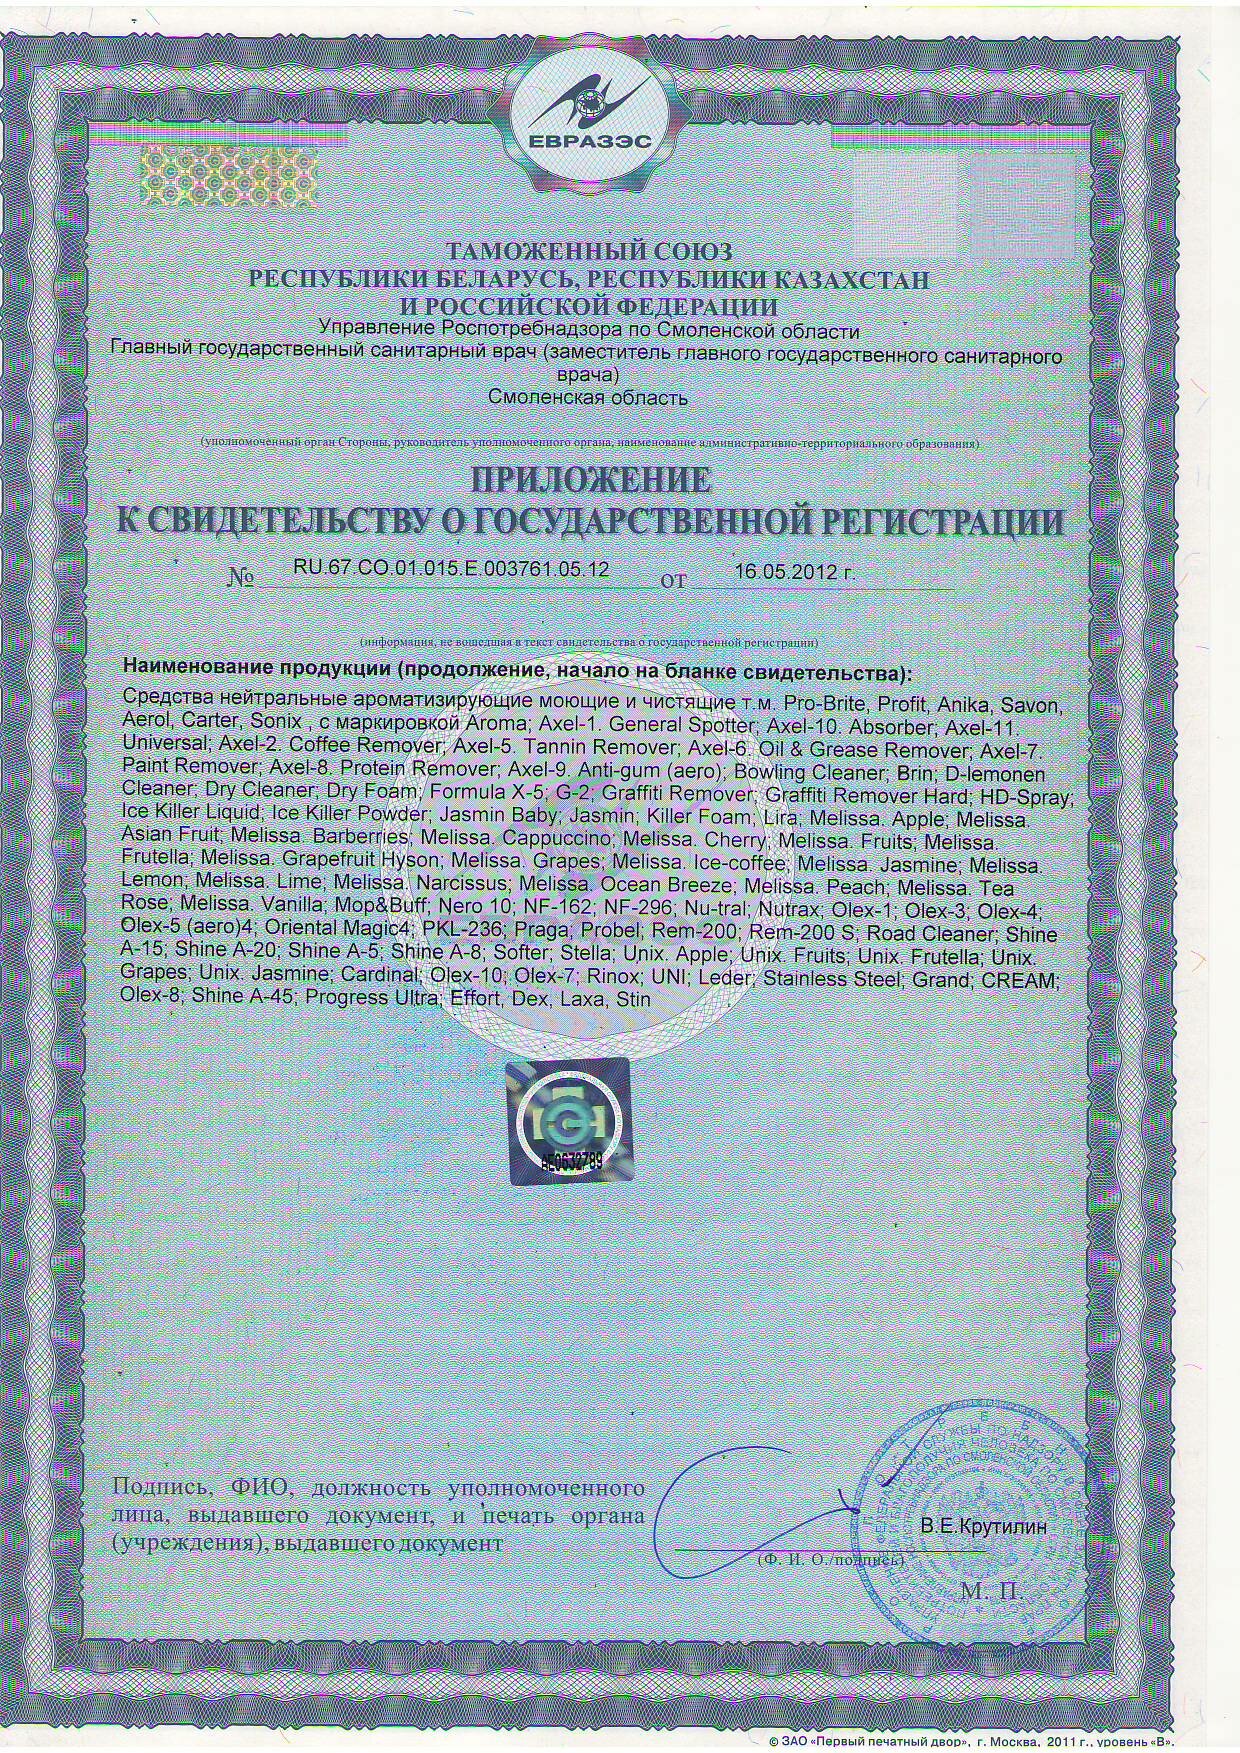 ЕВРАЗЭС
ТАМОЖЕННЫЙ СОЮЗ
РЕСПУБЛИКИ БЕЛАРУСЬ, РЕСПУБЛИКИ КАЗАХСТАН
И РОССИЙСКОЙ ФЕДЕРАЦИИ
Управление Роспотребнадзора по Смоленской области
Главный государственный санитарный врач (заместитель главного государственного санитарного
врача)
Смоленская область
(уполномоченный орган Стороны, руководитель уполномоченного органа, наименование административно-территориального образования)
ПРИЛОЖЕНИЕ
К СВИДЕТЕЛЬСТВУ О ГОСУДАРСТВЕННОЙ РЕГИСТРАЦИИ
№ RU.67.CO.01.015.E.003761.05.12 от 16.05.2012 г.
(информация, не вошедшая в текст свидетельства о государственной регистрации)
Наименование продукции (продолжение, начало на бланке свидетельства):
Средства нейтральные ароматизирующие моющие и чистящие т.м. Pro-Brite, Profit, Anika, Savon,
Aerol, Carter, Sonix , с маркировкой Aroma; Axel-1. General Spotter; Axel-10. Absorber; Axel-11.
Universal; Axel-2. Coffee Remover; Axel-5. Tannin Remover; Axel-6. Oil & Grease Remover; Axel-7.
Paint Remover; Axel-8. Protein Remover; Axel-9. Anti-gum (aero); Bowling Cleaner; Brin; D-lemonen
Cleaner; Dry Cleaner; Dry Foam; Formula X-5; G-2; Graffiti Remover; Graffiti Remover Hard; HD-Spray;
Ice Killer Liquid; Ice Killer Powder; Jasmin Baby; Jasmin; Killer Foam; Lira; Melissa. Apple; Melissa.
Asian Fruit; Melissa. Barberries; Melissa. Cappuccino; Melissa. Cherry; Melissa. Fruits; Melissa.
Frutella; Melissa. Grapefruit Hyson; Melissa. Grapes; Melissa. Ice-coffee; Melissa. Jasmine; Melissa.
Lemon; Melissa. Lime; Melissa. Narcissus; Melissa. Ocean Breeze; Melissa. Peach; Melissa. Tea
Rose; Melissa. Vanilla; Mop&Buff; Nero 10; NF-162; NF-296; Nu-tral; Nutrax; Olex-1; Olex-3; Olex-4;
Olex-5 (aero)4; Oriental Magic4; PKL-236; Praga; Probel; Rem-200; Rem-200 S; Road Cleaner; Shine
A-15; Shine A-20; Shine A-5; Shine A-8; Softer; Stella; Unix. Apple; Unix. Fruits; Unix. Frutella; Unix.
Grapes; Unix. Jasmine; Cardinal; Olex-10; Olex-7; Rinox; UNI; Leder; Stainless Steel; Grand; CREAM;
Olex-8; Shine A-45; Progress Ultra; Effort, Dex, Laxa, Stin
Подпись, ФИО, должность уполномоченного
лица, выдавшего документ, и печать органа
(учреждения), выдавшего документ
В.Е.Крутилин
(Ф. И. О./подпись)
М. П.
© ЗАО «Первый печатный двор», г. Москва, 2011 г., уровень «В».